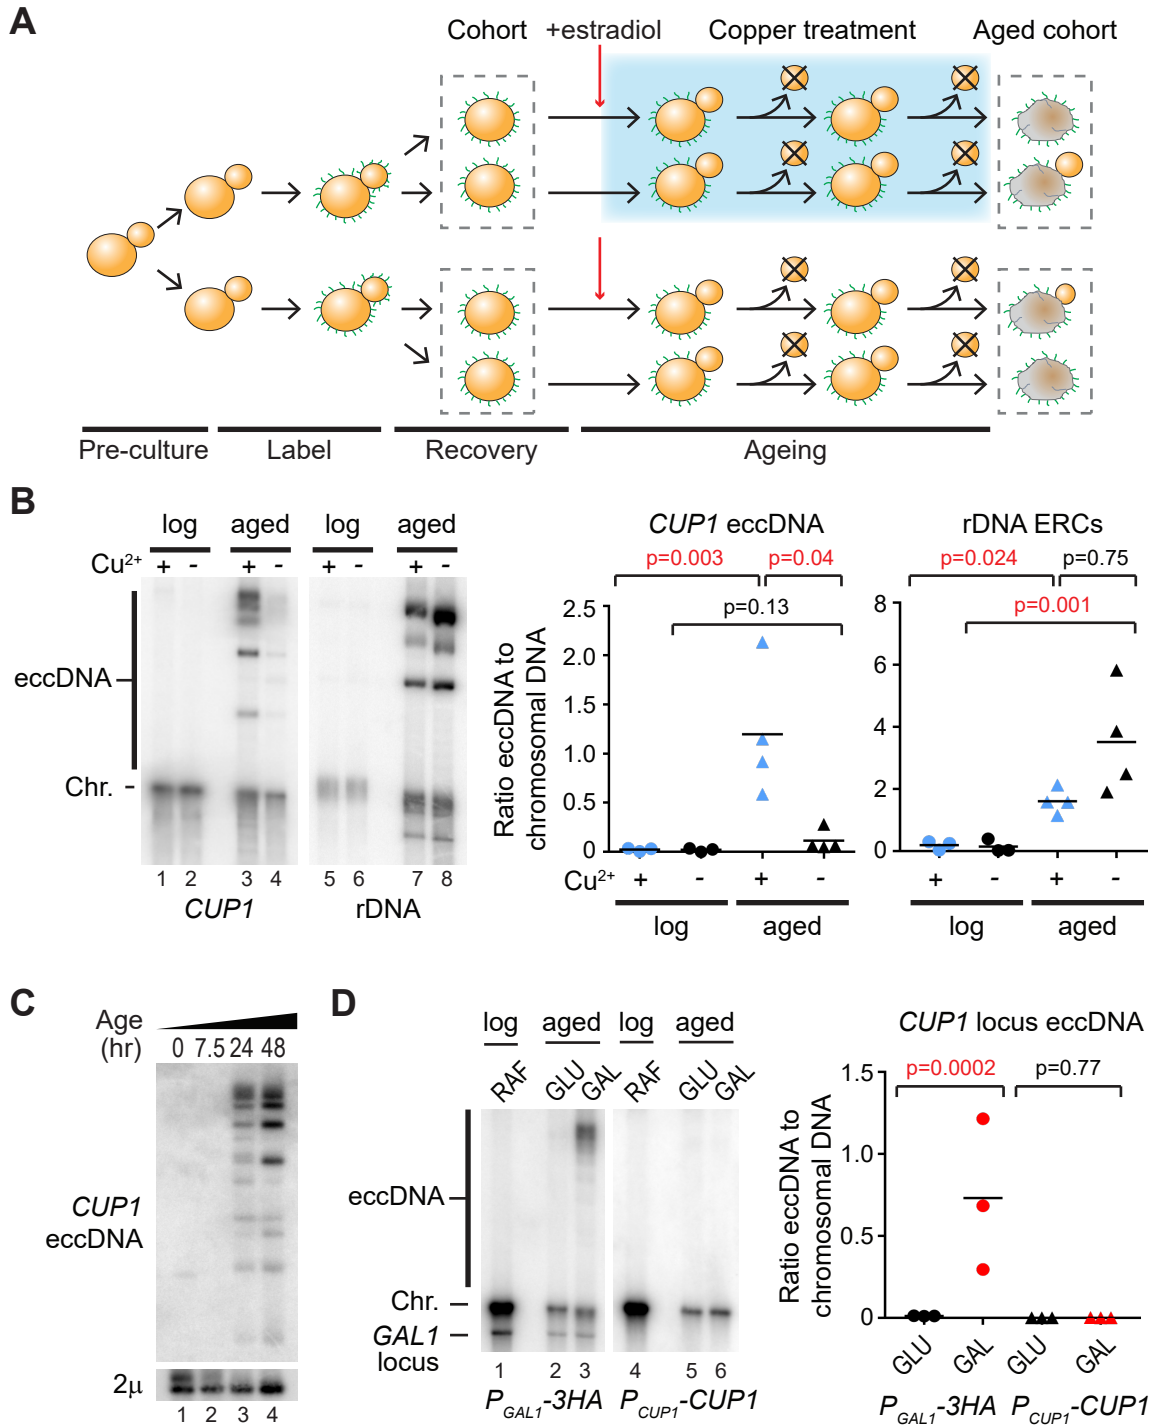 A
Cohort +estradiol Copper treatment Aged cohort
Pre-culture Label Recovery Ageing
B
log aged log aged
Cu2+ + - + - + - + -
eccDNA
Chr.
1 2 3 4 5 6 7 8
CUP1 rDNA
CUP1 eccDNA
p=0.003 p=0.04
p=0.13
Ratio eccDNA to
chromosomal DNA
2.5
2.0
1.5
1.0
0.5
0
Cu2+ + - + -
log aged
rDNA ERCs
p=0.024 p=0.75
p=0.001
8
6
4
2
0
+ - + -
log aged
C
Age
(hr) 0 7.5 24 48
CUP1
eccDNA
2µ
1 2 3 4
D
log aged log aged
RAF GLU GAL RAF GLU GAL
eccDNA
Chr.
GAL1
locus
1 2 3 4 5 6
PGAL1-3HA PCUP1-CUP1
CUP1 locus eccDNA
p=0.0002 p=0.77
Ratio eccDNA to
chromosomal DNA
1.5
1.0
0.5
0
GLU GAL GLU GAL
PGAL1-3HA PCUP1-CUP1